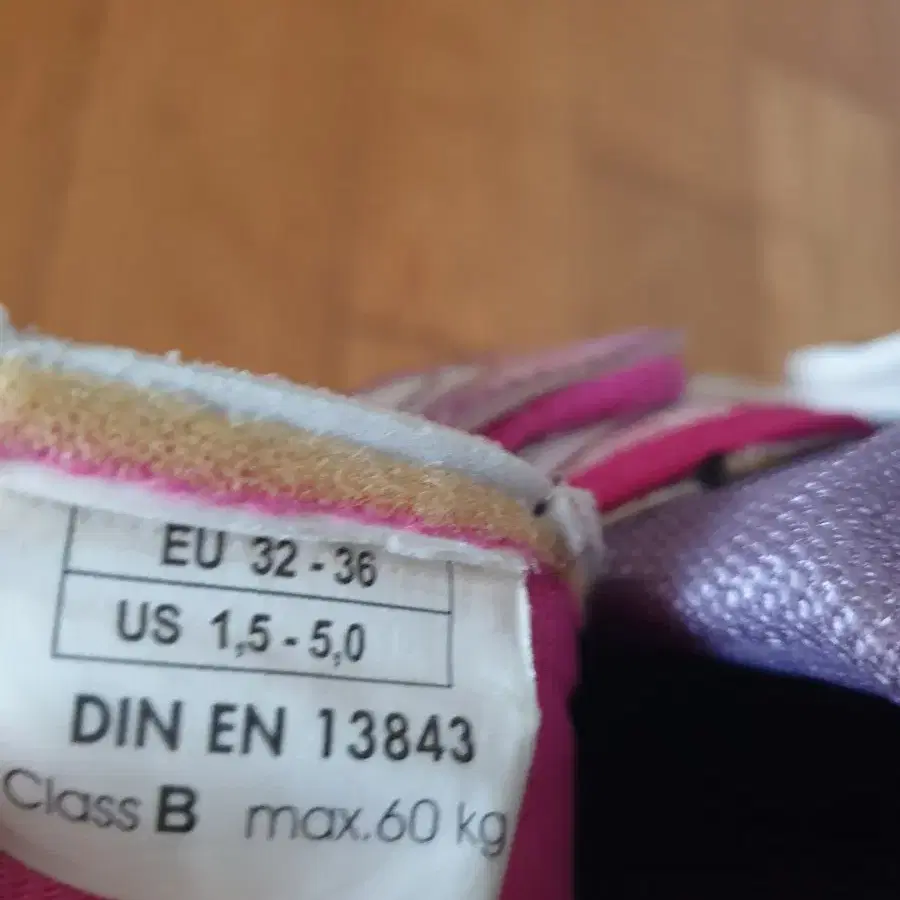 EU 32 - 36
US 1,5 - 5,0
DIN EN 13843
Class B max.60 kg